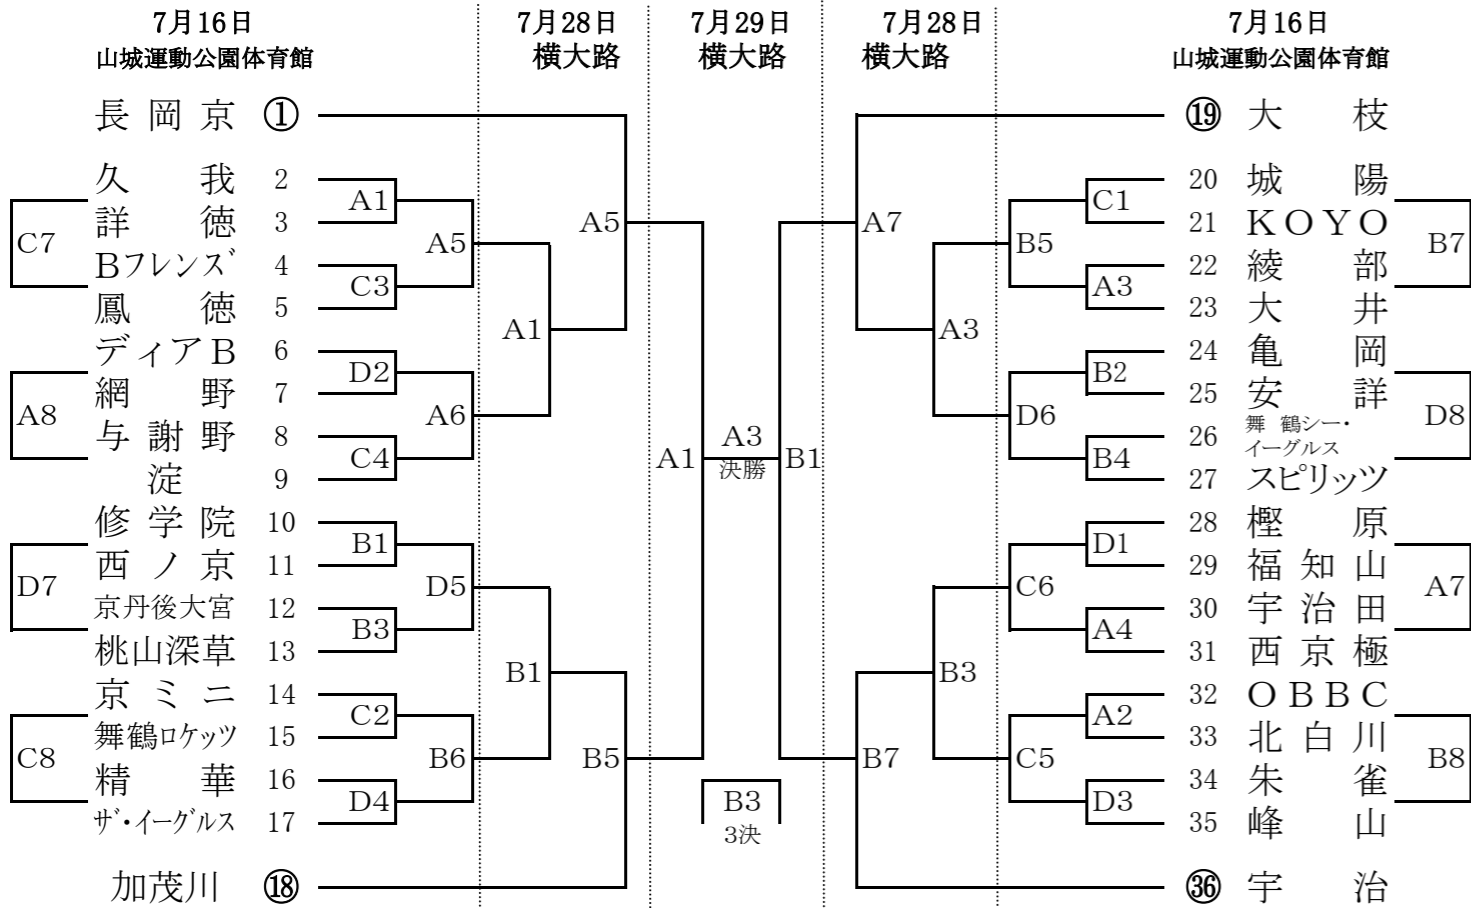 7月16日
山城運動公園体育館
7月28日
横大路
7月29日
横大路
7月28日
横大路
7月16日
山城運動公園体育館
長岡京 ①
久我 2
詳徳 3
Bフレンズ 4
鳳徳 5
ディアB 6
網野 7
与謝野 8
淀 9
修学院 10
西ノ京 11
京丹後大宮 12
桃山深草 13
京ミニ 14
舞鶴ロケッツ 15
精華 16
ザ・イーグルス 17
加茂川 ⑱
C7
A8
D7
C8
A1
C3
D2
C4
B1
B3
C2
D4
A5
A6
D5
B6
A1
B1
A5
B5
A1
A3
決勝
B1
B3
3決
A7
B7
A3
B3
B5
D6
C6
C5
C1
A3
B2
B4
D1
A4
A2
D3
⑲ 大枝
20 城陽
21 KOYO
22 綾部
23 大井
24 亀岡
25 安詳
26 舞鶴シー・
イーグルス
27 スピリッツ
28 樫原
29 福知山
30 宇治田
31 西京極
32 OBBC
33 北白川
34 朱雀
35 峰山
㊱ 宇治
B7
D8
A7
B8